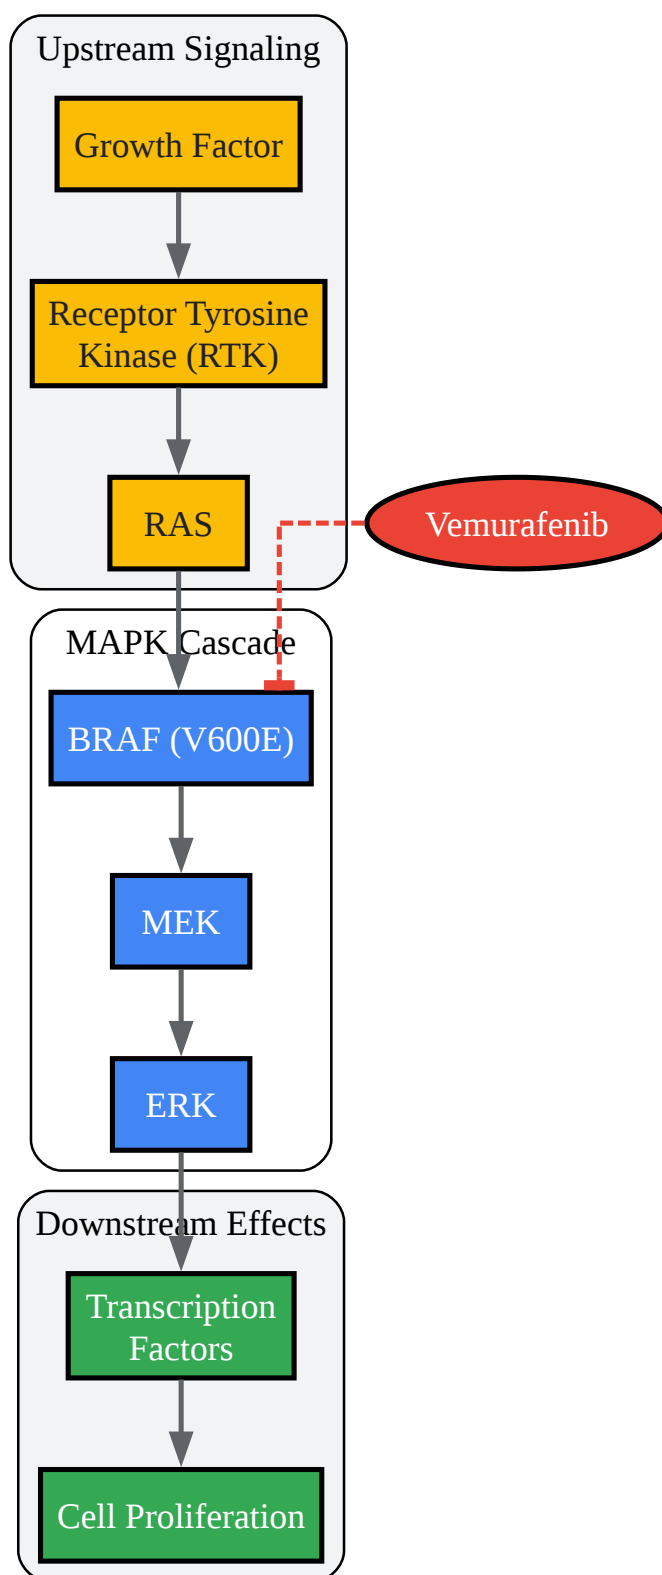 Upstream Signaling
Growth Factor
Receptor Tyrosine
Kinase (RTK)
RAS
Vemurafenib
MAPK Cascade
BRAF (V600E)
MEK
ERK
Downstream Effects
Transcription
Factors
Cell Proliferation